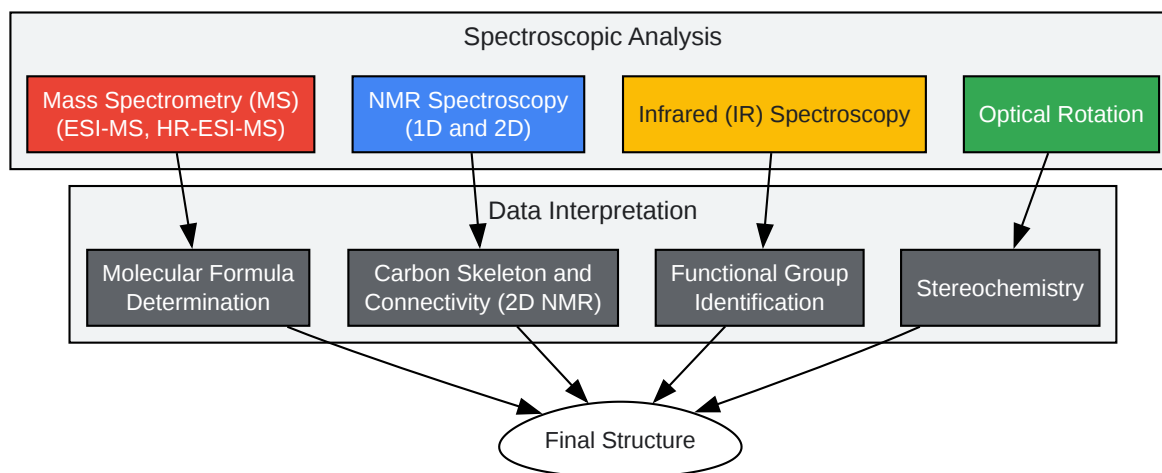 Spectroscopic Analysis
Mass Spectrometry (MS)
(ESI-MS, HR-ESI-MS)
NMR Spectroscopy
(1D and 2D)
Infrared (IR) Spectroscopy
Optical Rotation
Data Interpretation
Molecular Formula
Determination
Carbon Skeleton and
Connectivity (2D NMR)
Functional Group
Identification
Stereochemistry
Final Structure